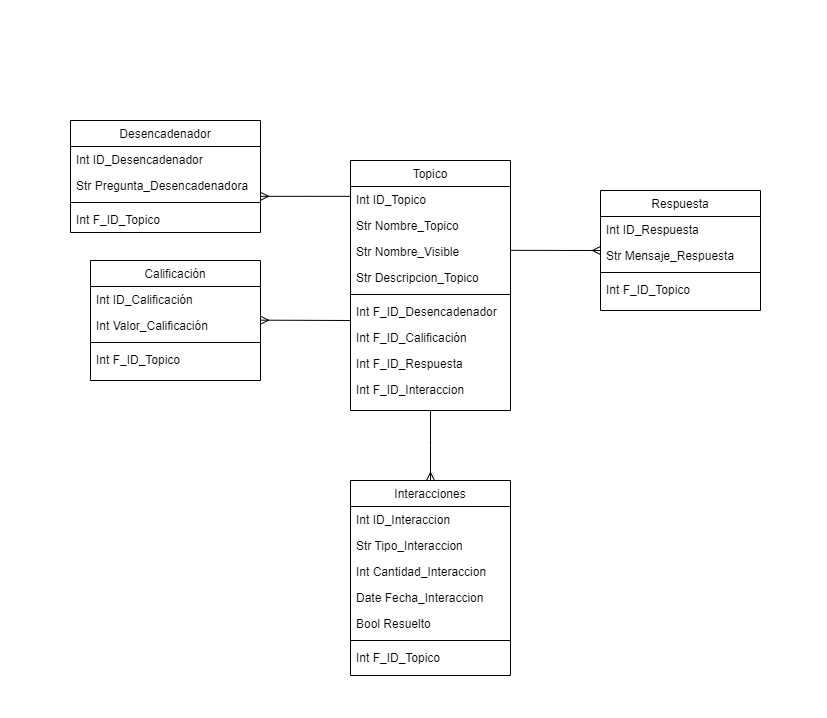 Desencadenador
Int ID_Desencadenador
Str Pregunta_Desencadenadora
Int F_ID_Topico
Calificación
Int ID_Calificación
Int Valor_Calificación
Int F_ID_Topico
Topico
Int ID_Topico
Str Nombre_Topico
Str Nombre_Visible
Str Descripcion_Topico
Int F_ID_Desencadenador
Int F_ID_Calificación
Int F_ID_Respuesta
Int F_ID_Interaccion
Respuesta
Int ID_Respuesta
Str Mensaje_Respuesta
Int F_ID_Topico
Interacciones
Int ID_Interaccion
Str Tipo_Interaccion
Int Cantidad_Interaccion
Date Fecha_Interaccion
Bool Resuelto
Int F_ID_Topico